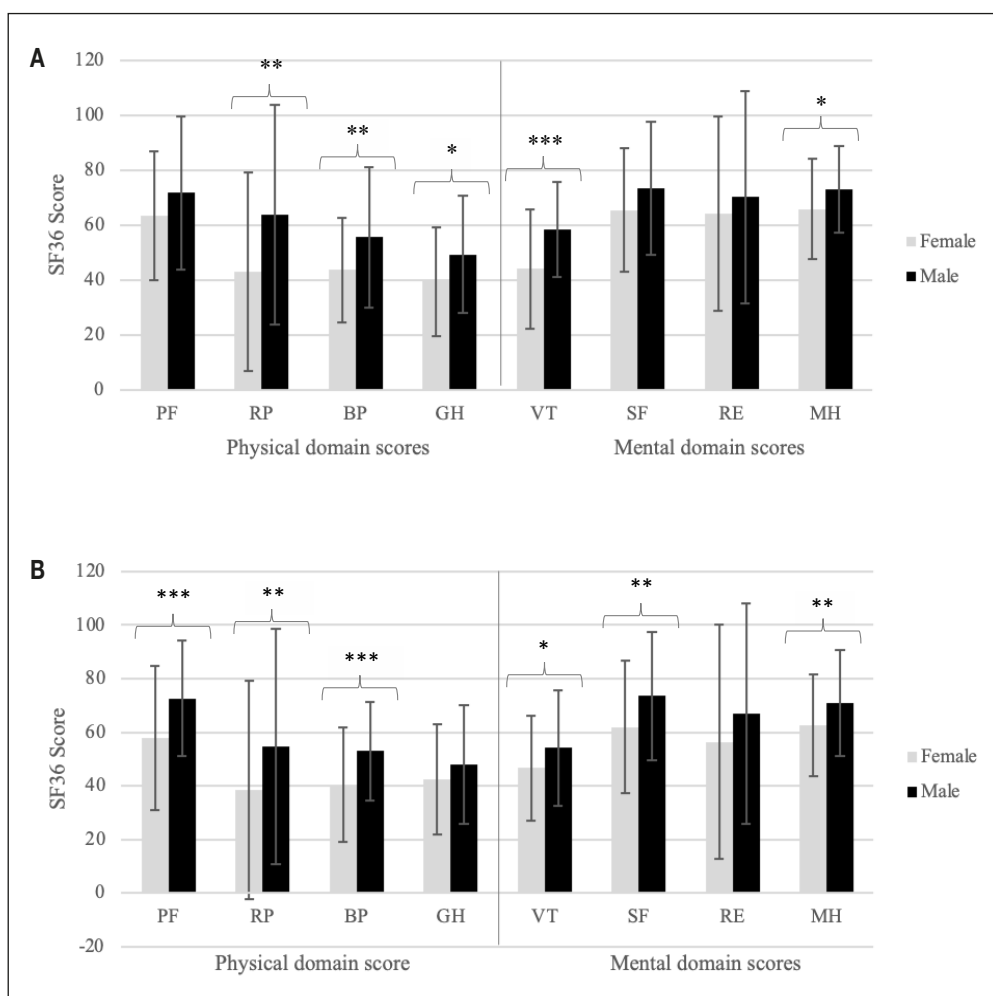 A
120
100
80
60
40
20
0
SF36 Score
**
**
*
***
*
PF RP BP GH VT SF RE MH
Physical domain scores Mental domain scores
Female
Male
B
120
100
80
60
40
20
0
-20
SF36 Score
***
**
***
*
**
**
PF RP BP GH VT SF RE MH
Physical domain score Mental domain scores
Female
Male